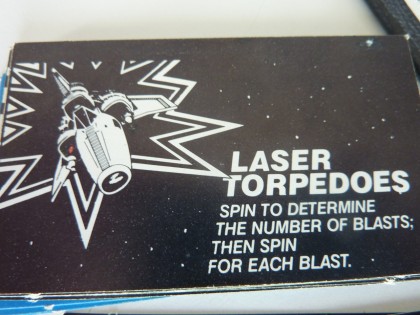 LASER
TORPEDOES
SPIN TO DETERMINE
THE NUMBER OF BLASTS;
THEN SPIN
FOR EACH BLAST.